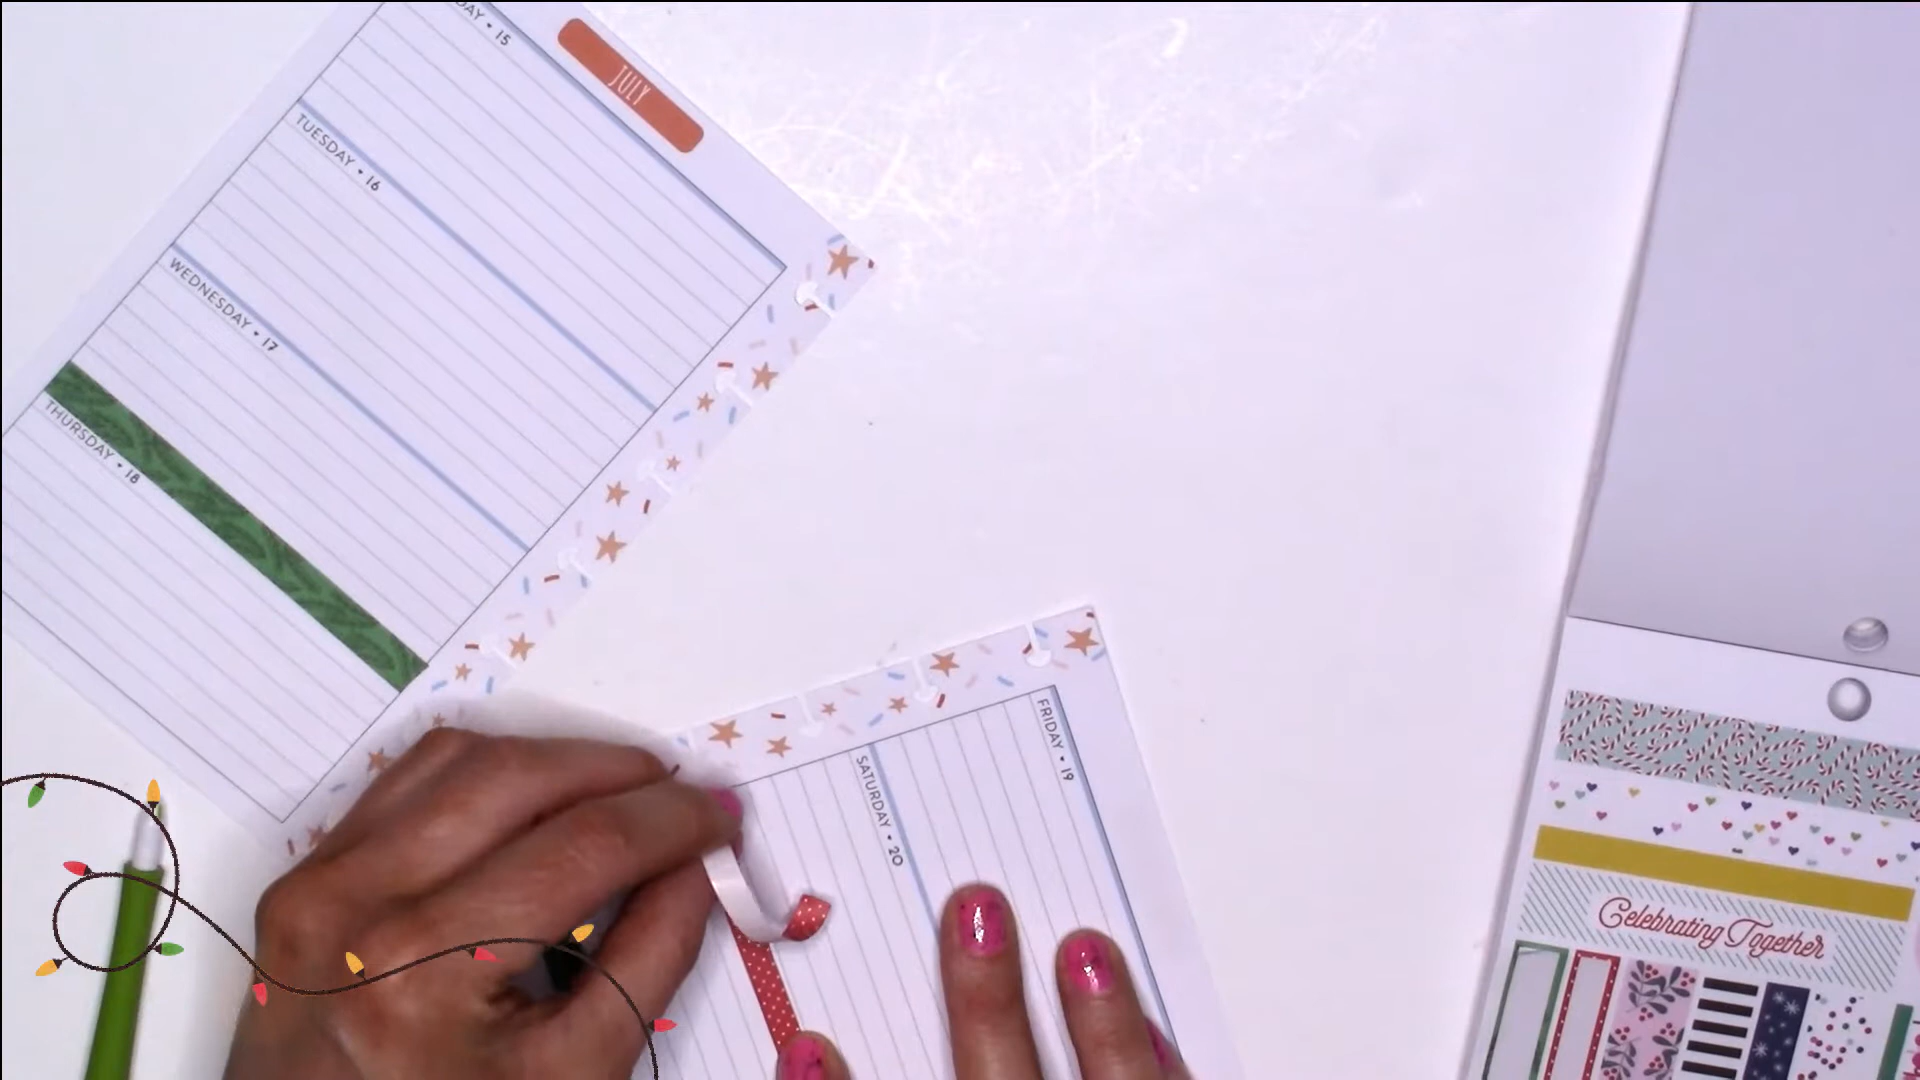 DAY • 15
JULY
TUESDAY • 16
WEDNESDAY • 17
THURSDAY • 18
FRIDAY • 19
SATURDAY • 20
Celebrating Together